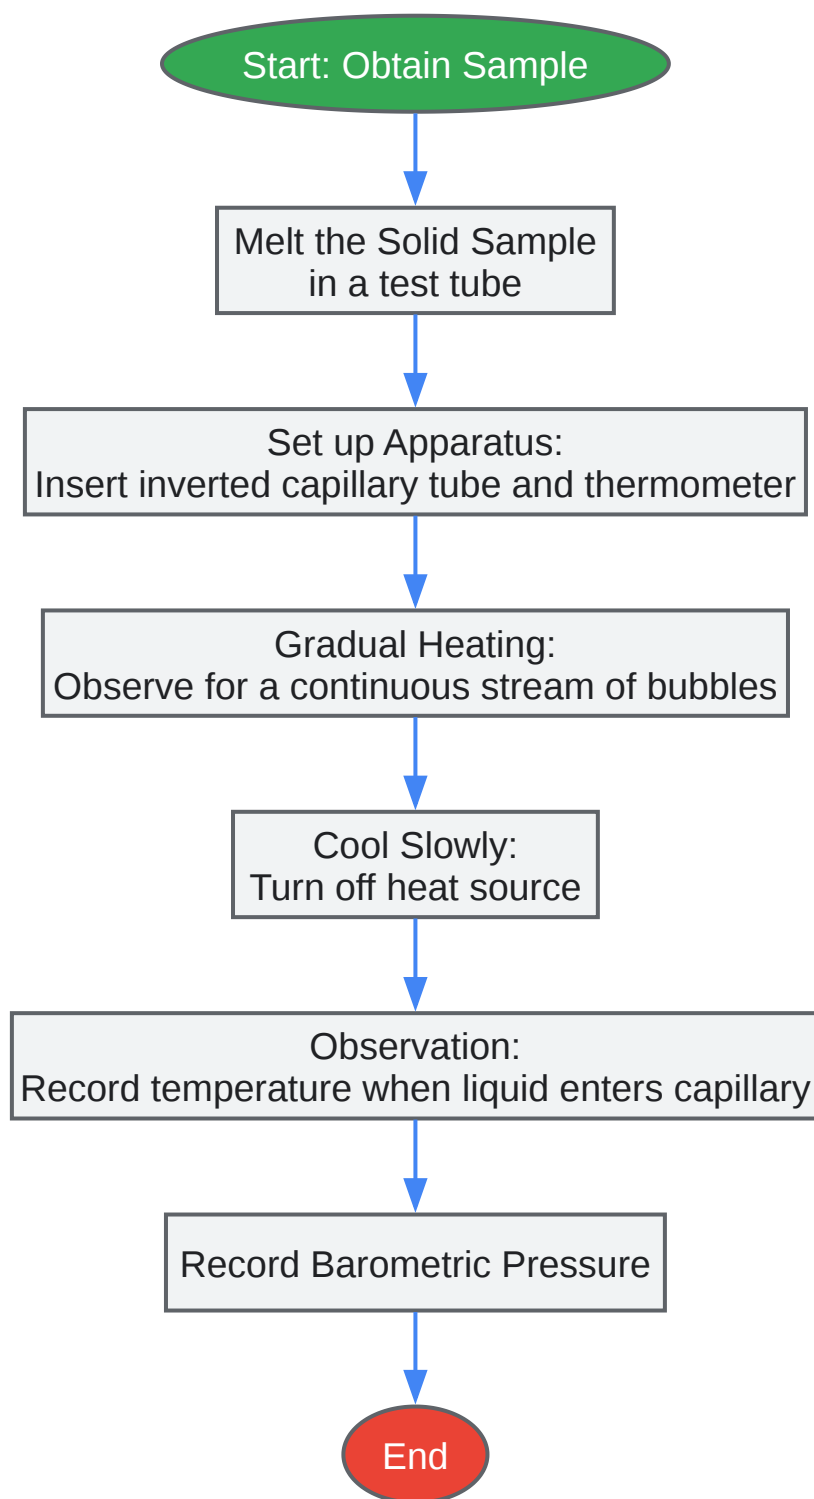 Start: Obtain Sample
Melt the Solid Sample
in a test tube
Set up Apparatus:
Insert inverted capillary tube and thermometer
Gradual Heating:
Observe for a continuous stream of bubbles
Cool Slowly:
Turn off heat source
Observation:
Record temperature when liquid enters capillary
Record Barometric Pressure
End